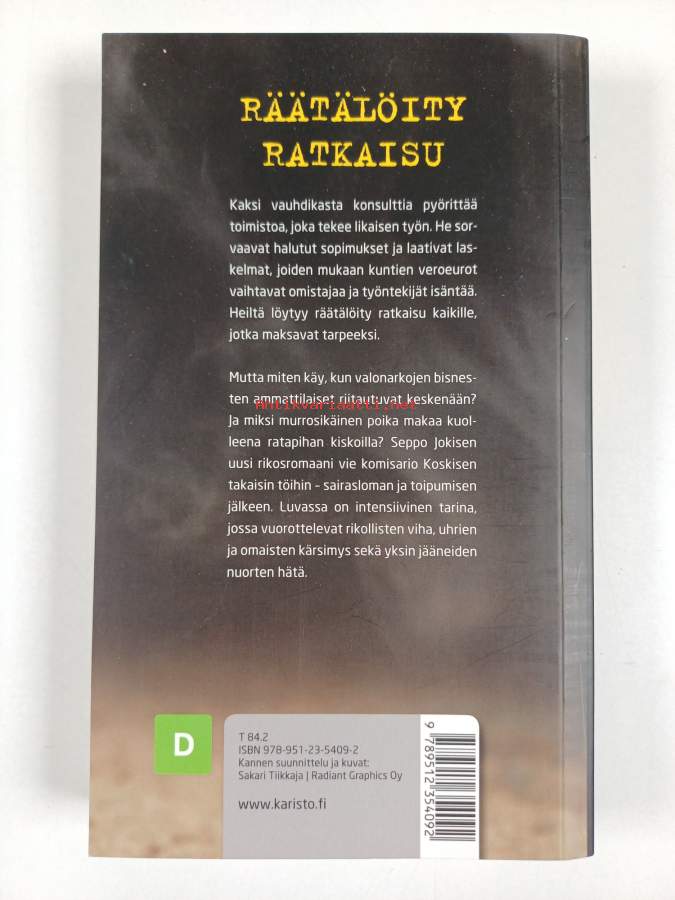 RÄÄTÄLÖITY
RATKAISU
Kaksi vauhdikasta konsulttia pyörittää
toimistoa, joka tekee likaisen työn. He sor-
vaavat halutut sopimukset ja laativat las-
kelmat, joiden mukaan kuntien veroeurot
vaihtavat omistajaa ja työntekijät isäntää.
Heiltä löytyy räätälöity ratkaisu kaikille,
jotka maksavat tarpeeksi.
Mutta miten käy, kun valonarkojen bisnes-
ten ammattilaiset riitautuvat keskenään?
Antikvariaatti.net
Ja miksi murrosikäinen poika makaa kuol-
leena ratapihan kiskoilla? Seppo Jokisen
uusi rikosromaani vie komisario Koskisen
takaisin töihin – sairasloman ja toipumisen
jälkeen. Luvassa on intensiivinen tarina,
jossa vuorottelevat rikollisten viha, uhrien
ja omaisten kärsimys sekä yksin jääneiden
nuorten hätä.
D
T 84.2
ISBN 978-951-23-5409-2
Kannen suunnittelu ja kuvat:
Sakari Tiikkaja | Radiant Graphics Oy
www.karisto.fi
9 789512 354092